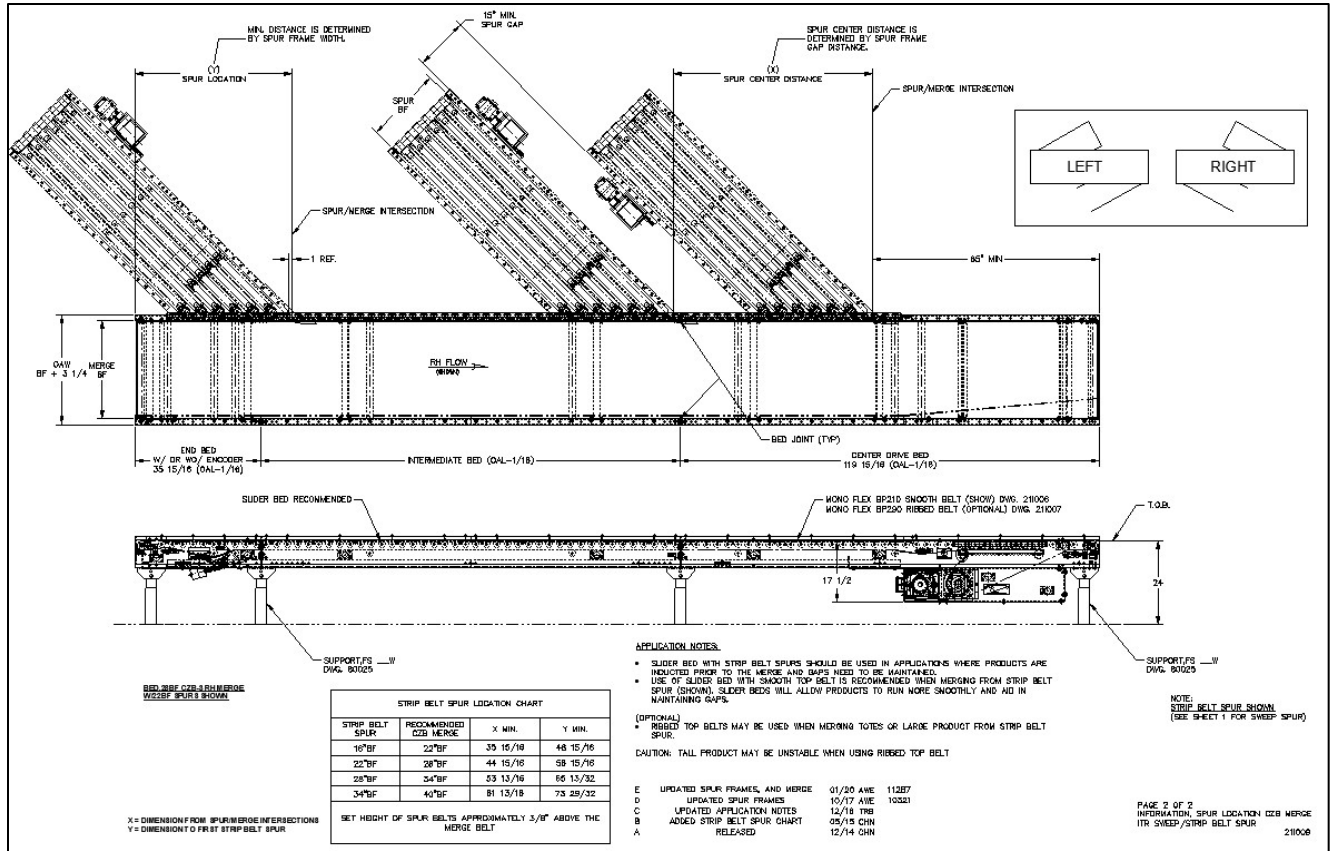 MIN. DISTANCE IS DETERMINED
BY SPUR FRAME WIDTH.
(Y)
SPUR LOCATION
15" MIN.
SPUR GAP
SPUR
BF
SPUR CENTER DISTANCE IS
DETERMINED BY SPUR FRAME
GAP DISTANCE.
(X)
SPUR CENTER DISTANCE
SPUR/MERGE INTERSECTION
LEFT
RIGHT
SPUR/MERGE INTERSECTION
1 REF.
65" MIN
OAW
BF + 3 1/4
MERGE
BF
RH FLOW
(SHOWN)
BED JOINT (TYP)
END BED
W/ OR WO/ ENCODER
35 15/16 (OAL-1/16)
INTERMEDIATE BED (OAL-1/16)
CENTER DRIVE BED
119 15/16 (OAL-1/16)
SLIDER BED RECOMMENDED
MONO FLEX BP210 SMOOTH BELT (SHOW) DWG. 211006
MONO FLEX BP290 RIBBED BELT (OPTIONAL) DWG. 211007
T.O.B.
17 1/2
24
SUPPORT,FS __W
DWG. 80025
SUPPORT,FS __W
DWG. 80025
BED,28BF CZB-3 RH MERGE
W/22BF SPURS SHOWN
STRIP BELT SPUR LOCATION CHART
STRIP BELT SPUR RECOMMENDED CZB MERGE X MIN. Y MIN.
16"BF 22"BF 35 15/16 48 15/16
22"BF 28"BF 44 15/16 58 15/16
28"BF 34"BF 53 13/16 65 13/32
34"BF 40"BF 61 13/16 73 29/32
SET HEIGHT OF SPUR BELTS APPROXIMATELY 3/8" ABOVE THE
MERGE BELT
X = DIMENSION FROM SPUR/MERGE INTERSECTIONS
Y = DIMENSION TO FIRST STRIP BELT SPUR
APPLICATION NOTES:
• SLIDER BED WITH STRIP BELT SPURS SHOULD BE USED IN APPLICATIONS WHERE PRODUCTS ARE
INDUCTED PRIOR TO THE MERGE AND GAPS NEED TO BE MAINTAINED.
• USE OF SLIDER BED WITH SMOOTH TOP BELT IS RECOMMENDED WHEN MERGING FROM STRIP BELT
SPUR (SHOWN). SLIDER BEDS WILL ALLOW PRODUCTS TO RUN MORE SMOOTHLY AND AID IN
MAINTAINING GAPS.
(OPTIONAL)
• RIBBED TOP BELTS MAY BE USED WHEN MERGING TOTES OR LARGE PRODUCT FROM STRIP BELT
SPUR.
CAUTION: TALL PRODUCT MAY BE UNSTABLE WHEN USING RIBBED TOP BELT
E UPDATED SPUR FRAMES, AND MERGE 01/20 AWE 11287
D UPDATED SPUR FRAMES 10/17 AWE 10321
C UPDATED APPLICATION NOTES 12/16 TRB
B ADDED STRIP BELT SPUR CHART 05/15 CHN
A RELEASED 12/14 CHN
NOTE:
STRIP BELT SPUR SHOWN
(SEE SHEET 1 FOR SWEEP SPUR)
PAGE 2 OF 2
INFORMATION, SPUR LOCATION CZB MERGE
ITR SWEEP/STRIP BELT SPUR
211009